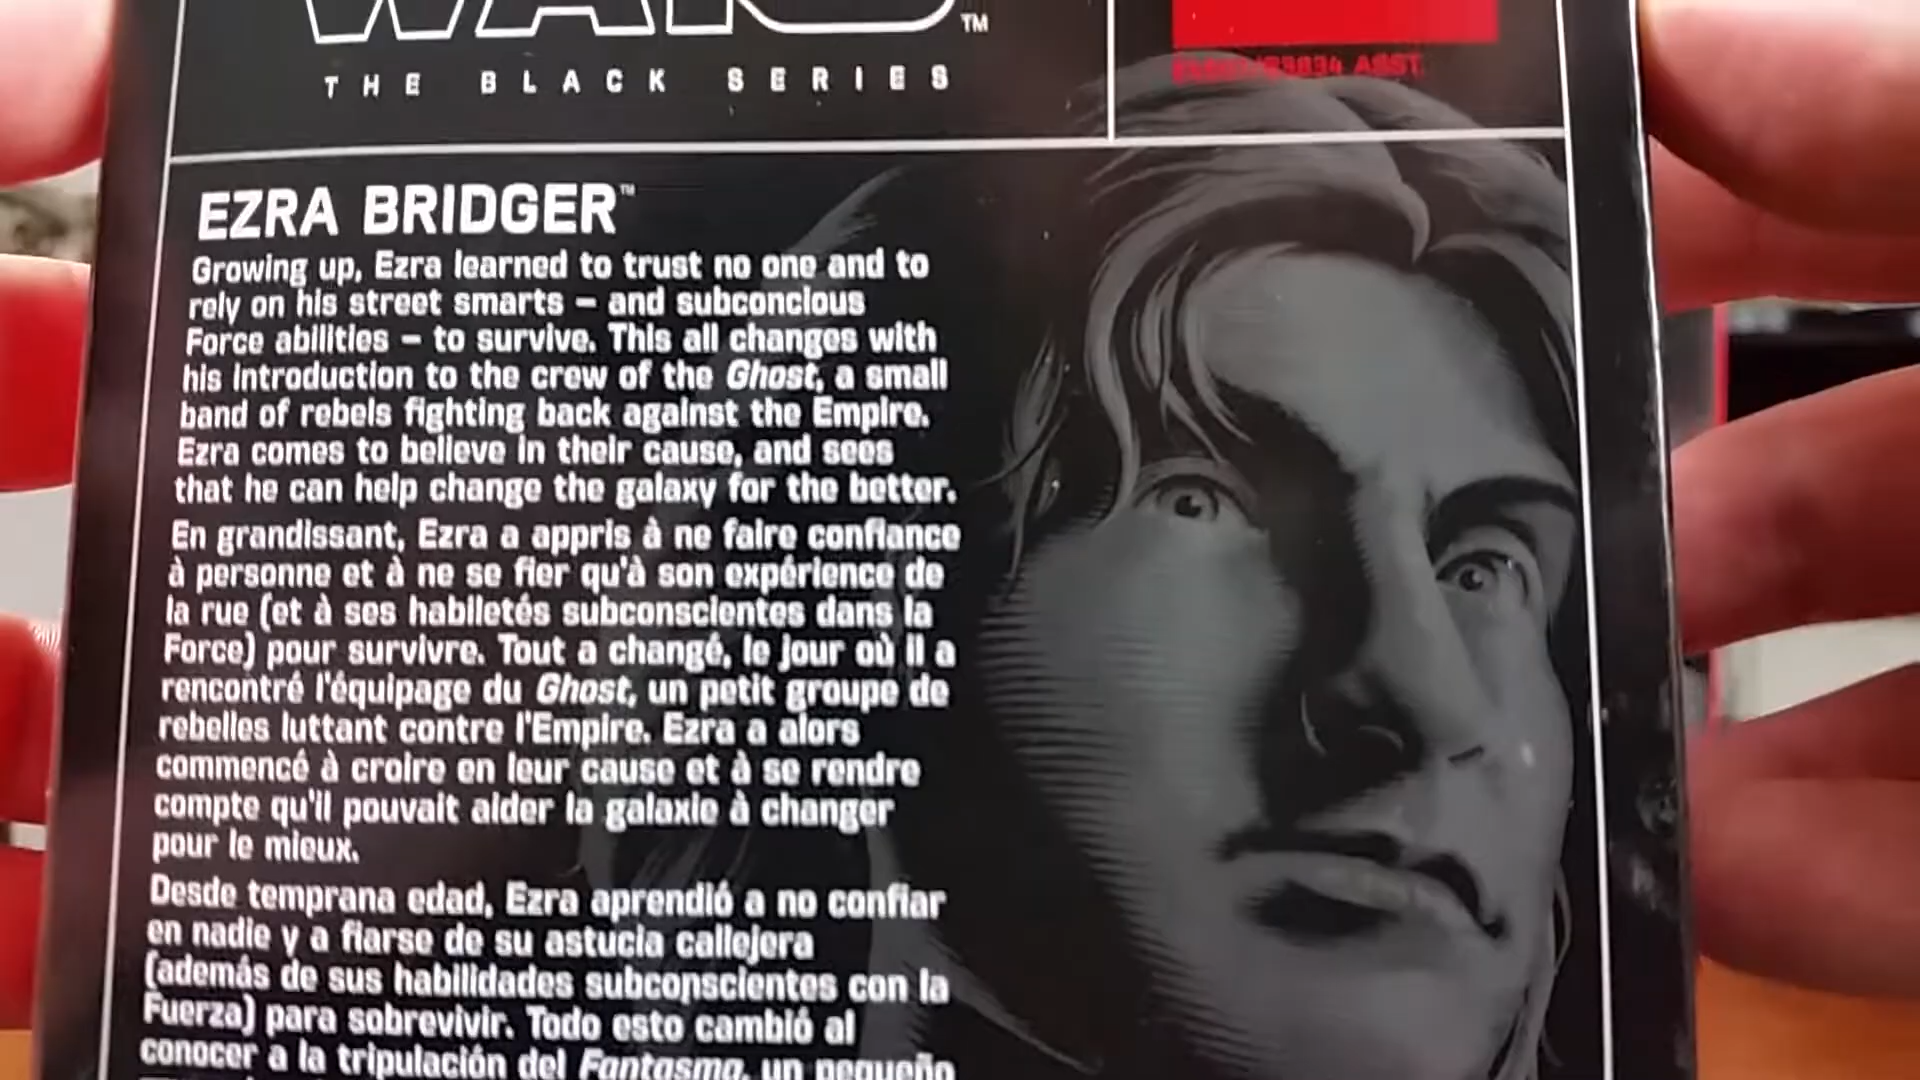 WARS™
THE BLACK SERIES
ASST.
EZRA BRIDGER™
Growing up, Ezra learned to trust no one and to
rely on his street smarts – and subconcious
Force abilities – to survive. This all changes with
his introduction to the crew of the Ghost, a small
band of rebels fighting back against the Empire.
Ezra comes to believe in their cause, and sees
that he can help change the galaxy for the better.
En grandissant, Ezra a appris à ne faire confiance
à personne et à ne se fier qu'à son expérience de
la rue (et à ses habiletés subconscientes dans la
Force) pour survivre. Tout a changé, le jour où il a
rencontré l'équipage du Ghost, un petit groupe de
rebelles luttant contre l'Empire. Ezra a alors
commencé à croire en leur cause et à se rendre
compte qu'il pouvait aider la galaxie à changer
pour le mieux.
Desde temprana edad, Ezra aprendió a no confiar
en nadie y a fiarse de su astucia callejera
(además de sus habilidades subconscientes con la
Fuerza) para sobrevivir. Todo esto cambió al
conocer a la tripulación del Fantasma, un pequeño